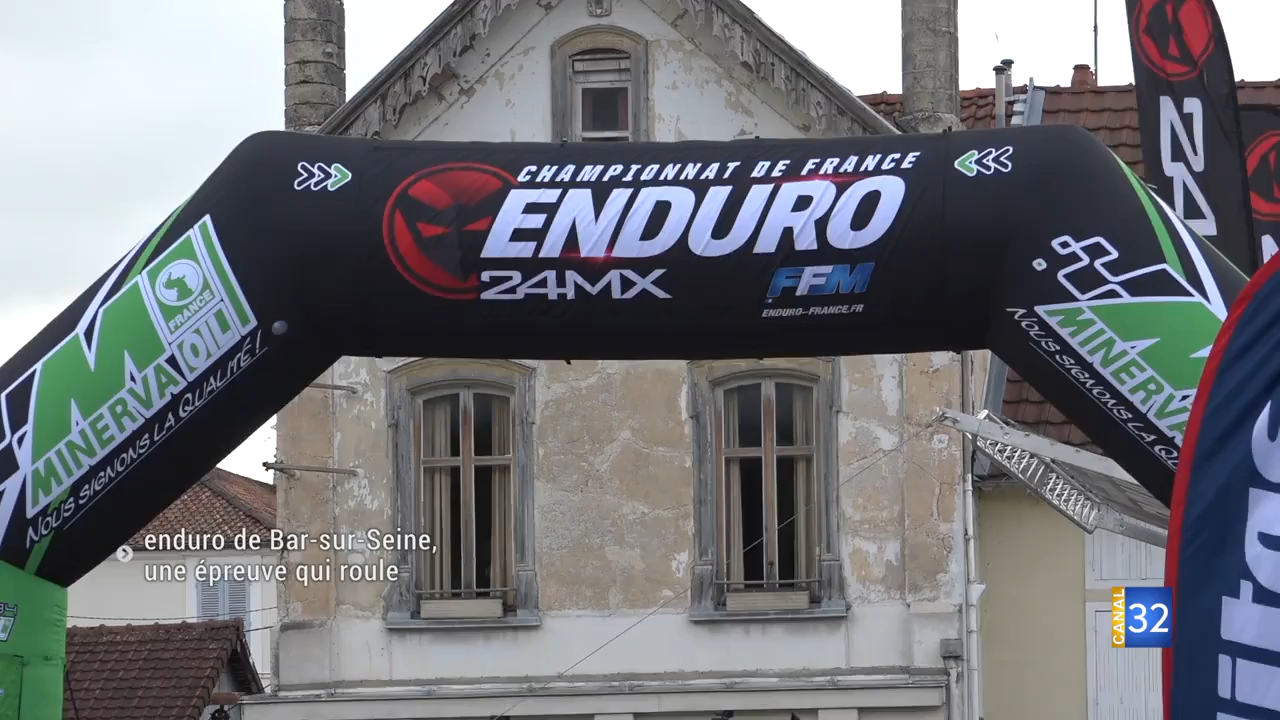 CHAMPIONNAT DE FRANCE
ENDURO
24MX
FFM
ENDURO-FRANCE.FR
FRANCE
MINERVA OIL
NOUS SIGNONS LA QUALITÉ !
MINERVA
NOUS SIGNONS LA QU
24
enduro de Bar-sur-Seine,
une épreuve qui roule
CANAL 32